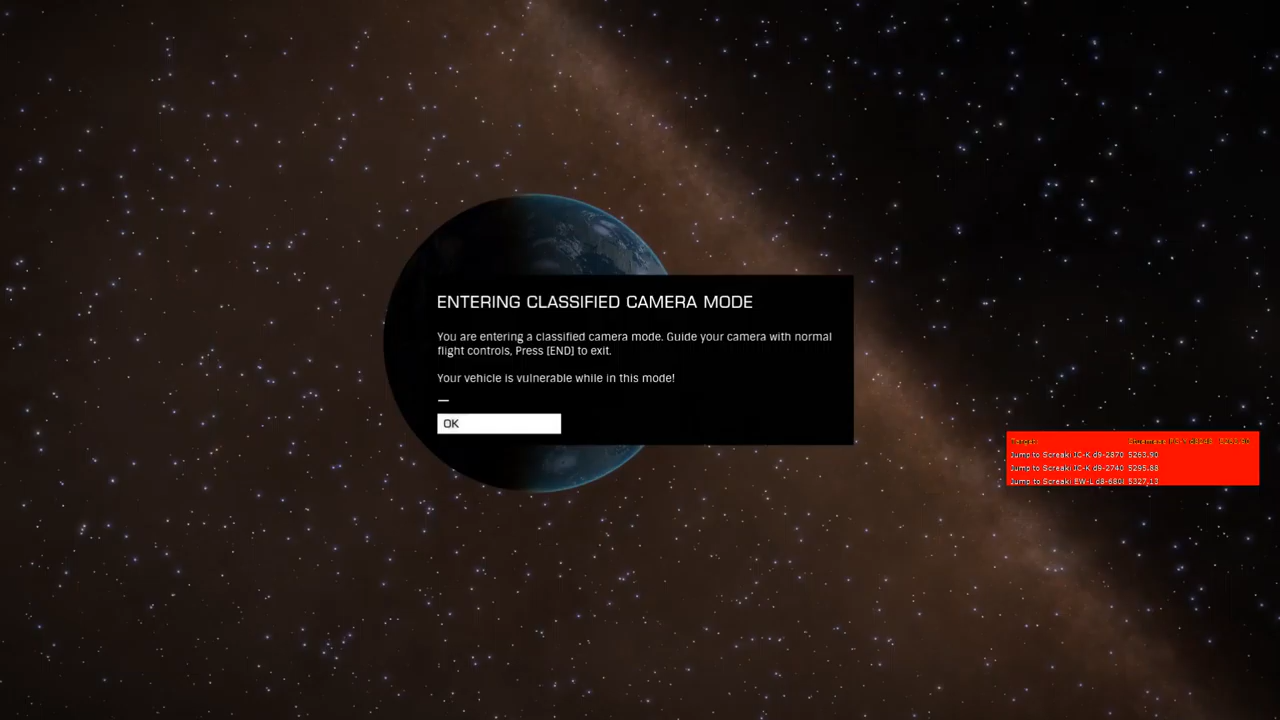 ENTERING CLASSIFIED CAMERA MODE
You are entering a classified camera mode. Guide your camera with normal
flight controls, Press [END] to exit.
Your vehicle is vulnerable while in this mode!
OK
Target:
Jump to Screaki JC-K d9-2870 5263.90
Jump to Screaki JC-K d9-2740 5295.88
Jump to Screaki EW-L d8-680 5327.13